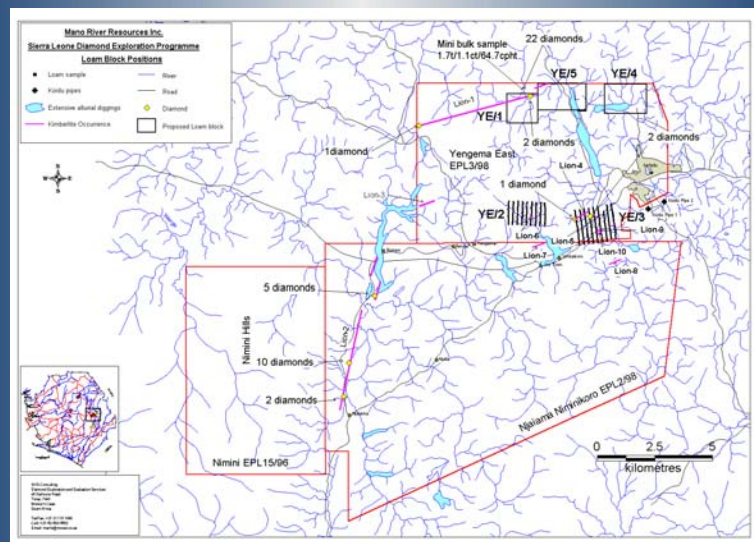 Mano River Resources Inc.
Sierra Leone Diamond Exploration Programme
Loam Block Positions
Loam sample
River
Koidu pipes
Road
Extensive alluvial diggings
Diamond
Kimberlite Occurrence
Proposed Loam block
22 diamonds
Mini bulk sample
1.7t/1.1ct/64.7cpht
YE/5
YE/4
Lion-1
YE/1
1diamond
2 diamonds
2 diamonds
Yengema East
EPL3/98
Lion-4
1 diamond
Lion-3
YE/2
YE/3
Lion-6
Lion-5
Lion-9
Lion-7
Lion-10
Lion-8
5 diamonds
Nimini Hills
Lion-2
10 diamonds
2 diamonds
Njaiama Niminikoro EPL2/98
Nimini EPL15/96
0 2.5 5
kilometres